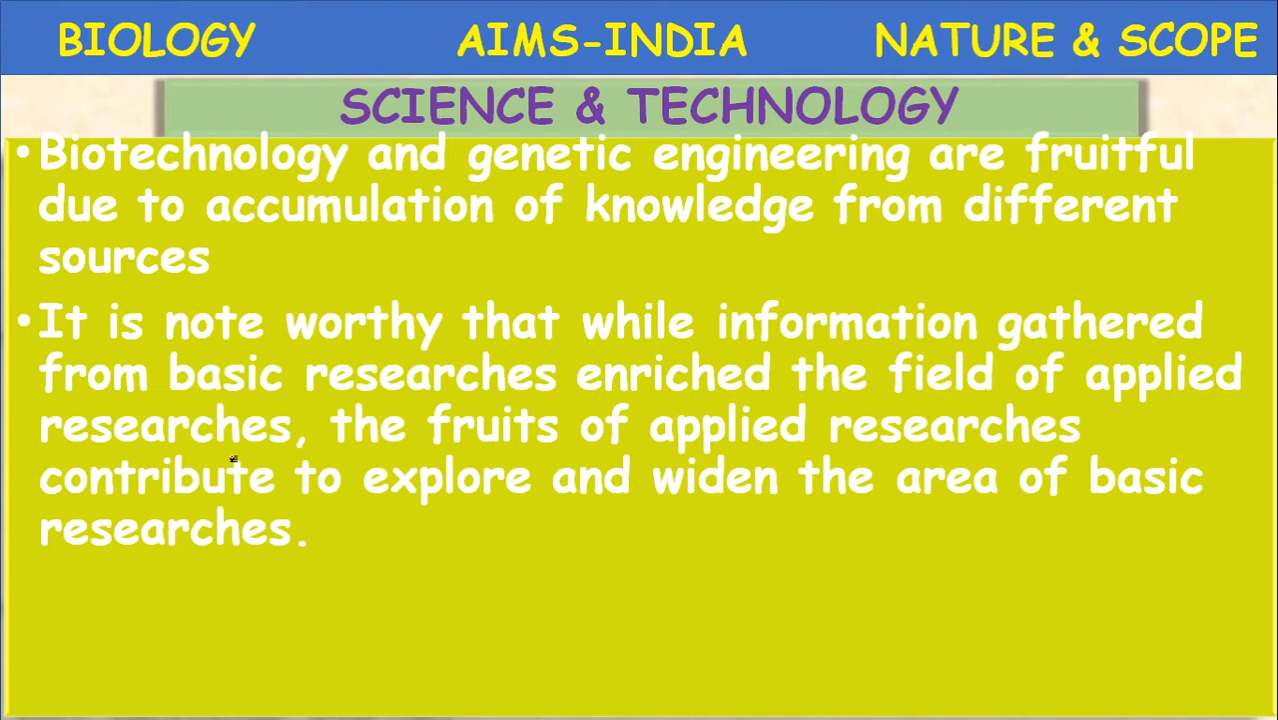 BIOLOGY AIMS-INDIA NATURE & SCOPE
SCIENCE & TECHNOLOGY
• Biotechnology and genetic engineering are fruitful
due to accumulation of knowledge from different
sources
• It is note worthy that while information gathered
from basic researches enriched the field of applied
researches, the fruits of applied researches
contribute to explore and widen the area of basic
researches.